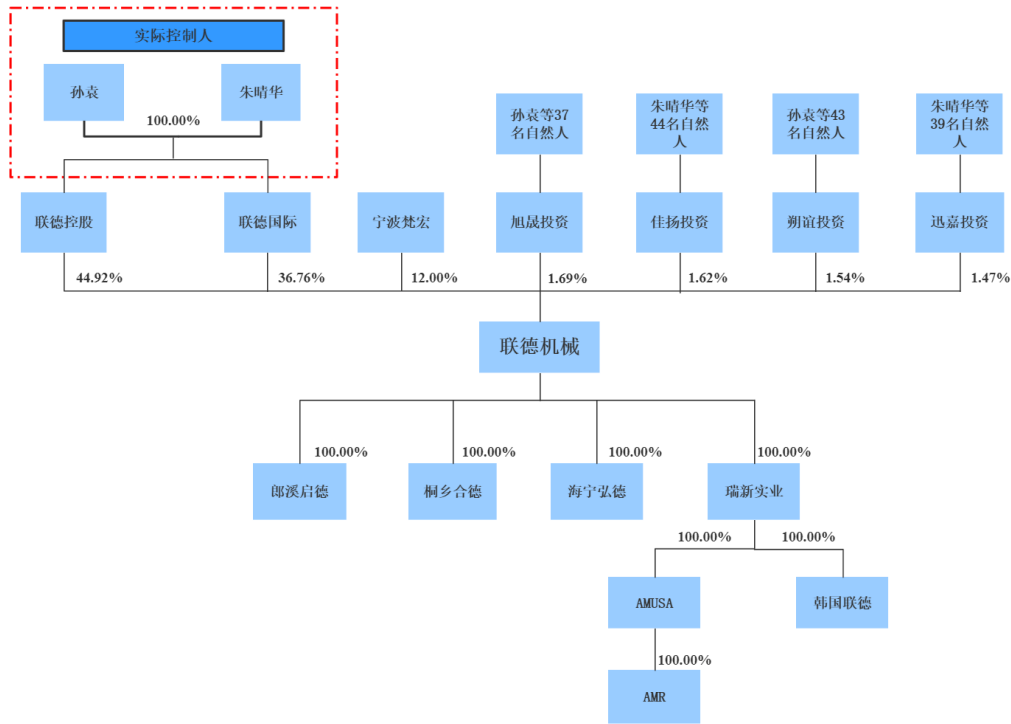 实际控制人
孙袁
朱晴华
100.00%
孙袁等37
名自然人
朱晴华等
44名自然
人
孙袁等43
名自然人
朱晴华等
39名自然
人
联德控股
联德国际
宁波梵宏
旭晟投资
佳扬投资
朔谊投资
迅嘉投资
44.92%
36.76%
12.00%
1.69%
1.62%
1.54%
1.47%
联德机械
100.00%
100.00%
100.00%
100.00%
郎溪启德
桐乡合德
海宁弘德
瑞新实业
100.00%
100.00%
AMUSA
韩国联德
100.00%
AMR